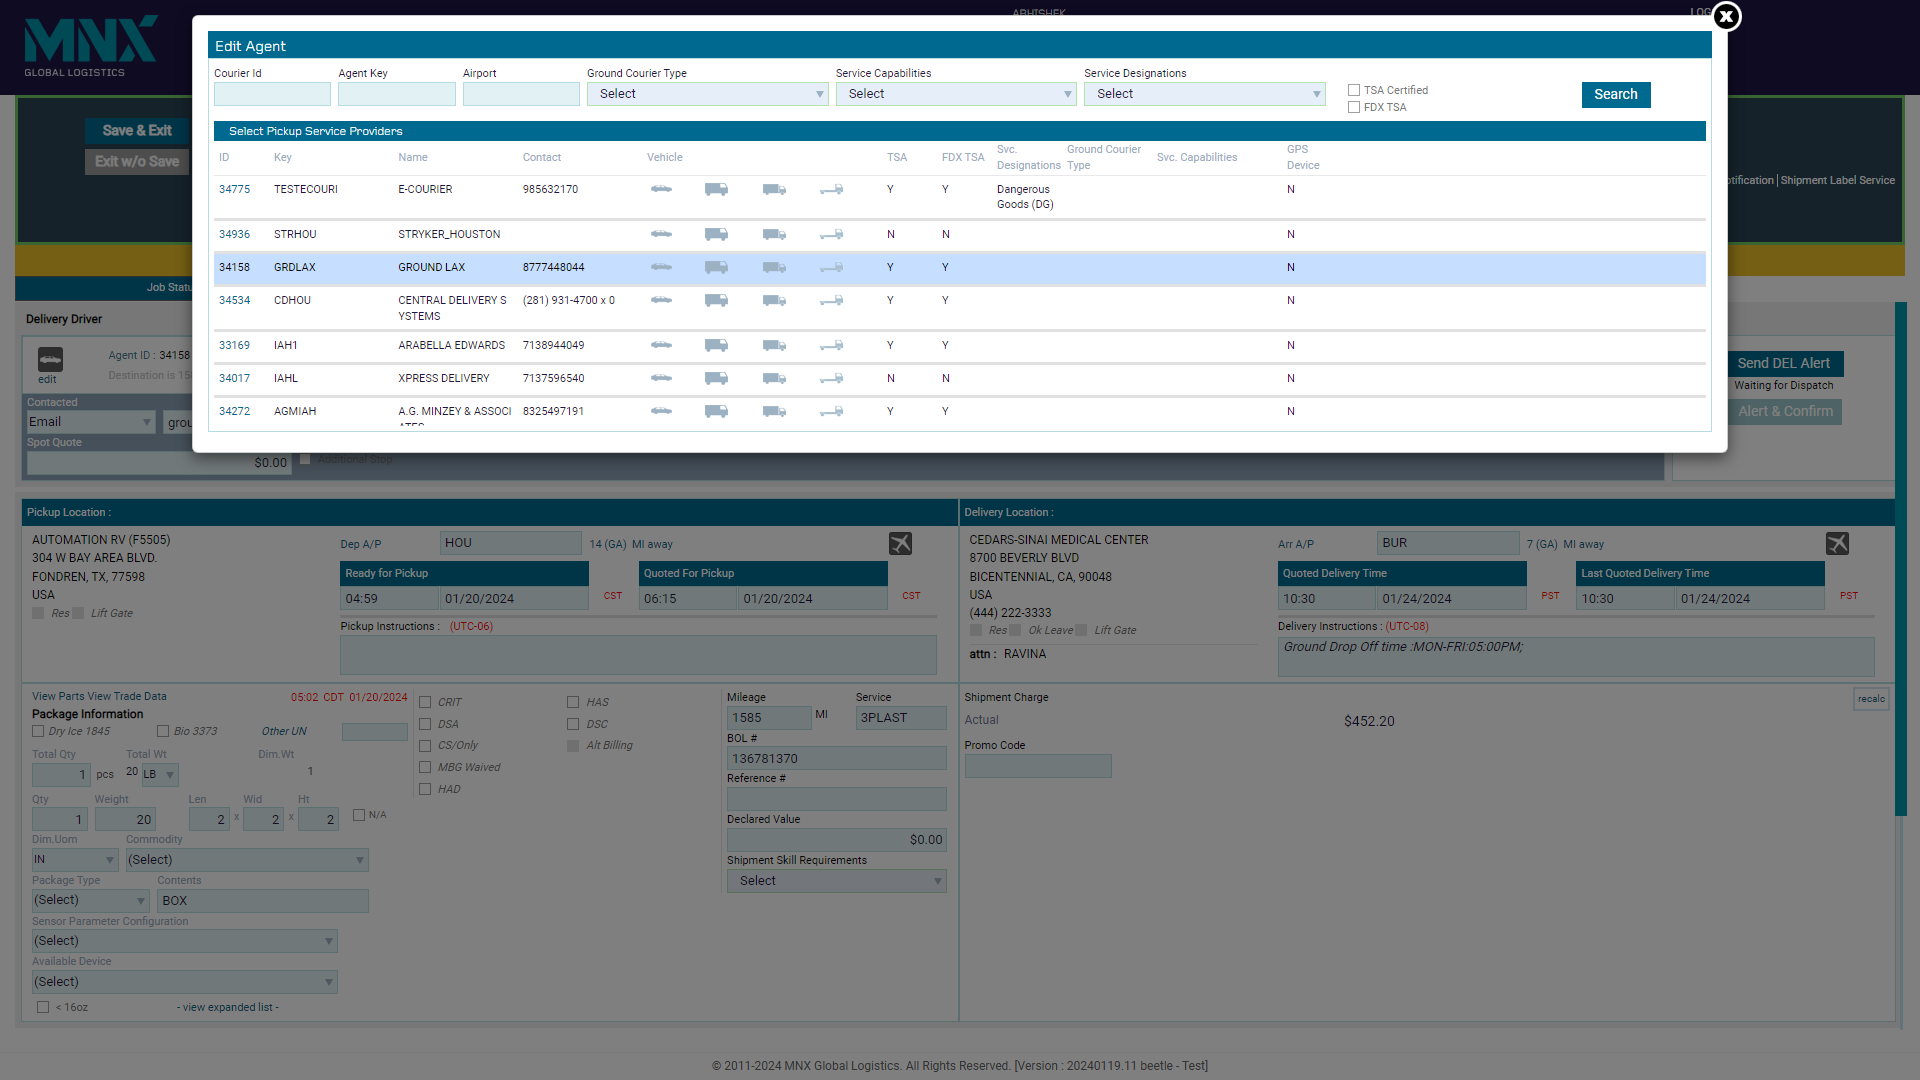 ABHISHEK
MNX
GLOBAL LOGISTICS
Edit Agent
Courier Id Agent Key Airport Ground Courier Type Service Capabilities Service Designations
Select Select Select
TSA Certified
FDX TSA
Search
Select Pickup Service Providers
ID Key Name Contact Vehicle TSA FDX TSA Svc. Designations Ground Courier Type Svc. Capabilities GPS Device
34775 TESTECOURI E-COURIER 985632170 Y Y Dangerous Goods (DG) N
34936 STRHOU STRYKER_HOUSTON N N N
34158 GRDLAX GROUND LAX 8777448044 Y Y N
34534 CDHOU CENTRAL DELIVERY S (281) 931-4700 x 0 Y Y N
YSTEMS
33169 IAH1 ARABELLA EDWARDS 7138944049 Y Y N
34017 IAHL XPRESS DELIVERY 7137596540 N N N
34272 AGMIAH A.G. MINZEY & ASSOCI 8325497191 Y Y N
Save & Exit
Exit w/o Save
Shipment Label Service
Delivery Driver
edit
Agent ID : 34158
Contacted
Email
Spot Quote
$0.00
Additional Stop
Send DEL Alert
Waiting for Dispatch
Alert & Confirm
Pickup Location :
AUTOMATION RV (F5505)
304 W BAY AREA BLVD.
FONDREN, TX, 77598
USA
Res Lift Gate
Dep A/P HOU 14 (GA) MI away
Ready for Pickup Quoted For Pickup
04:59 01/20/2024 CST 06:15 01/20/2024 CST
Pickup Instructions : (UTC-06)
Delivery Location :
CEDARS-SINAI MEDICAL CENTER
8700 BEVERLY BLVD
BICENTENNIAL, CA, 90048
USA
(444) 222-3333
Res Ok Leave Lift Gate
attn : RAVINA
Arr A/P BUR 7 (GA) MI away
Quoted Delivery Time Last Quoted Delivery Time
10:30 01/24/2024 PST 10:30 01/24/2024 PST
Delivery Instructions : (UTC-08)
Ground Drop Off time :MON-FRI:05:00PM;
View Parts View Trade Data 05:02 CDT 01/20/2024
Package Information
Dry Ice 1845 Bio 3373 Other UN
Total Qty Total Wt Dim.Wt
1 pcs 20 LB 1
Qty Weight Len Wid Ht
1 20 2 x 2 x 2 N/A
Dim.Uom Commodity
IN (Select)
Package Type Contents
(Select) BOX
Sensor Parameter Configuration
(Select)
Available Device
(Select)
< 16oz - view expanded list -
CRIT HAS
DSA DSC
CS/Only Alt Billing
MBG Waived
HAD
Mileage Service
1585 MI 3PLAST
BOL #
136781370
Reference #
Declared Value
$0.00
Shipment Skill Requirements
Select
Shipment Charge recalc
Actual $452.20
Promo Code
© 2011-2024 MNX Global Logistics. All Rights Reserved. [Version : 20240119.11 beetle - Test]